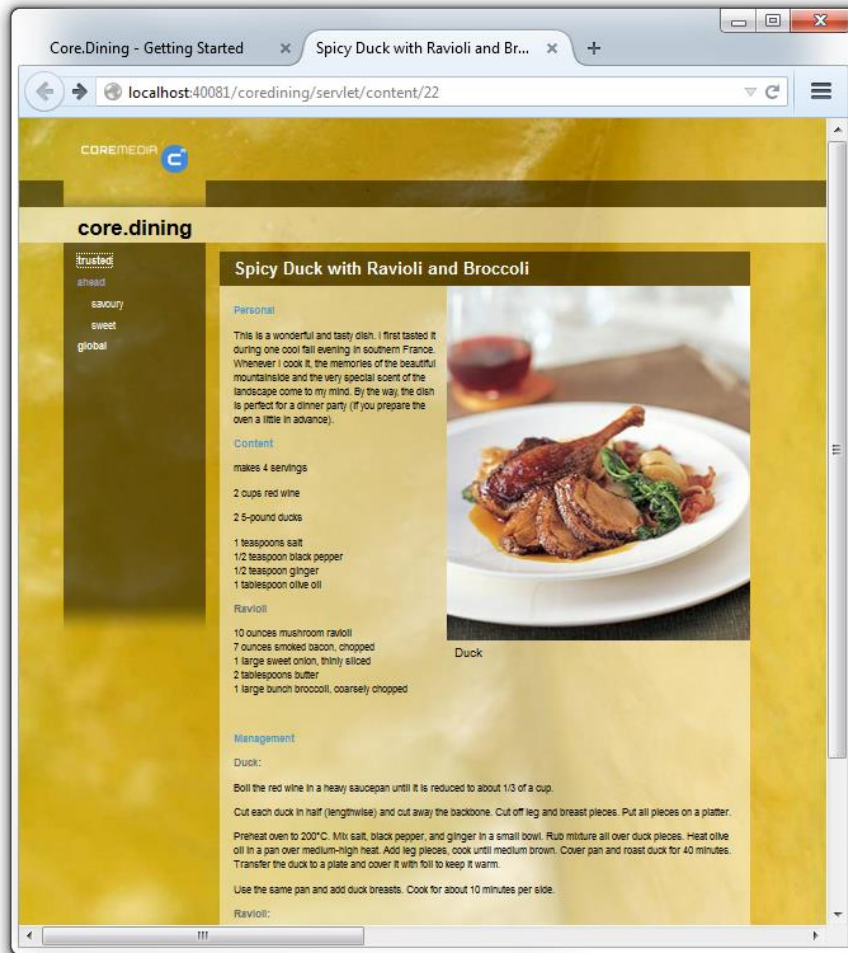 Core.Dining - Getting Started
Spicy Duck with Ravioli and Br...
localhost:40081/coredining/servlet/content/22
COREMEDIA
core.dining
trusted
ahead
savoury
sweet
global
Spicy Duck with Ravioli and Broccoli
Personal
This is a wonderful and tasty dish. I first tasted it
during one cool fall evening in southern France.
Whenever I cook it, the memories of the beautiful
mountainside and the very special scent of the
landscape come to my mind. By the way, the dish
is perfect for a dinner party (if you prepare the
oven a little in advance).
Content
makes 4 servings
2 cups red wine
2 5-pound ducks
1 teaspoons salt
1/2 teaspoon black pepper
1/2 teaspoon ginger
1 tablespoon olive oil
Ravioli
10 ounces mushroom ravioli
7 ounces smoked bacon, chopped
1 large sweet onion, thinly sliced
2 tablespoons butter
1 large bunch broccoli, coarsely chopped
Duck
Management
Duck:
Boil the red wine in a heavy saucepan until it is reduced to about 1/3 of a cup.
Cut each duck in half (lengthwise) and cut away the backbone. Cut off leg and breast pieces. Put all pieces on a platter.
Preheat oven to 200°C. Mix salt, black pepper, and ginger in a small bowl. Rub mixture all over duck pieces. Heat olive
oil in a pan over medium-high heat. Add leg pieces, cook until medium brown. Cover pan and roast duck for 40 minutes.
Transfer the duck to a plate and cover it with foil to keep it warm.
Use the same pan and add duck breasts. Cook for about 10 minutes per side.
Ravioli: